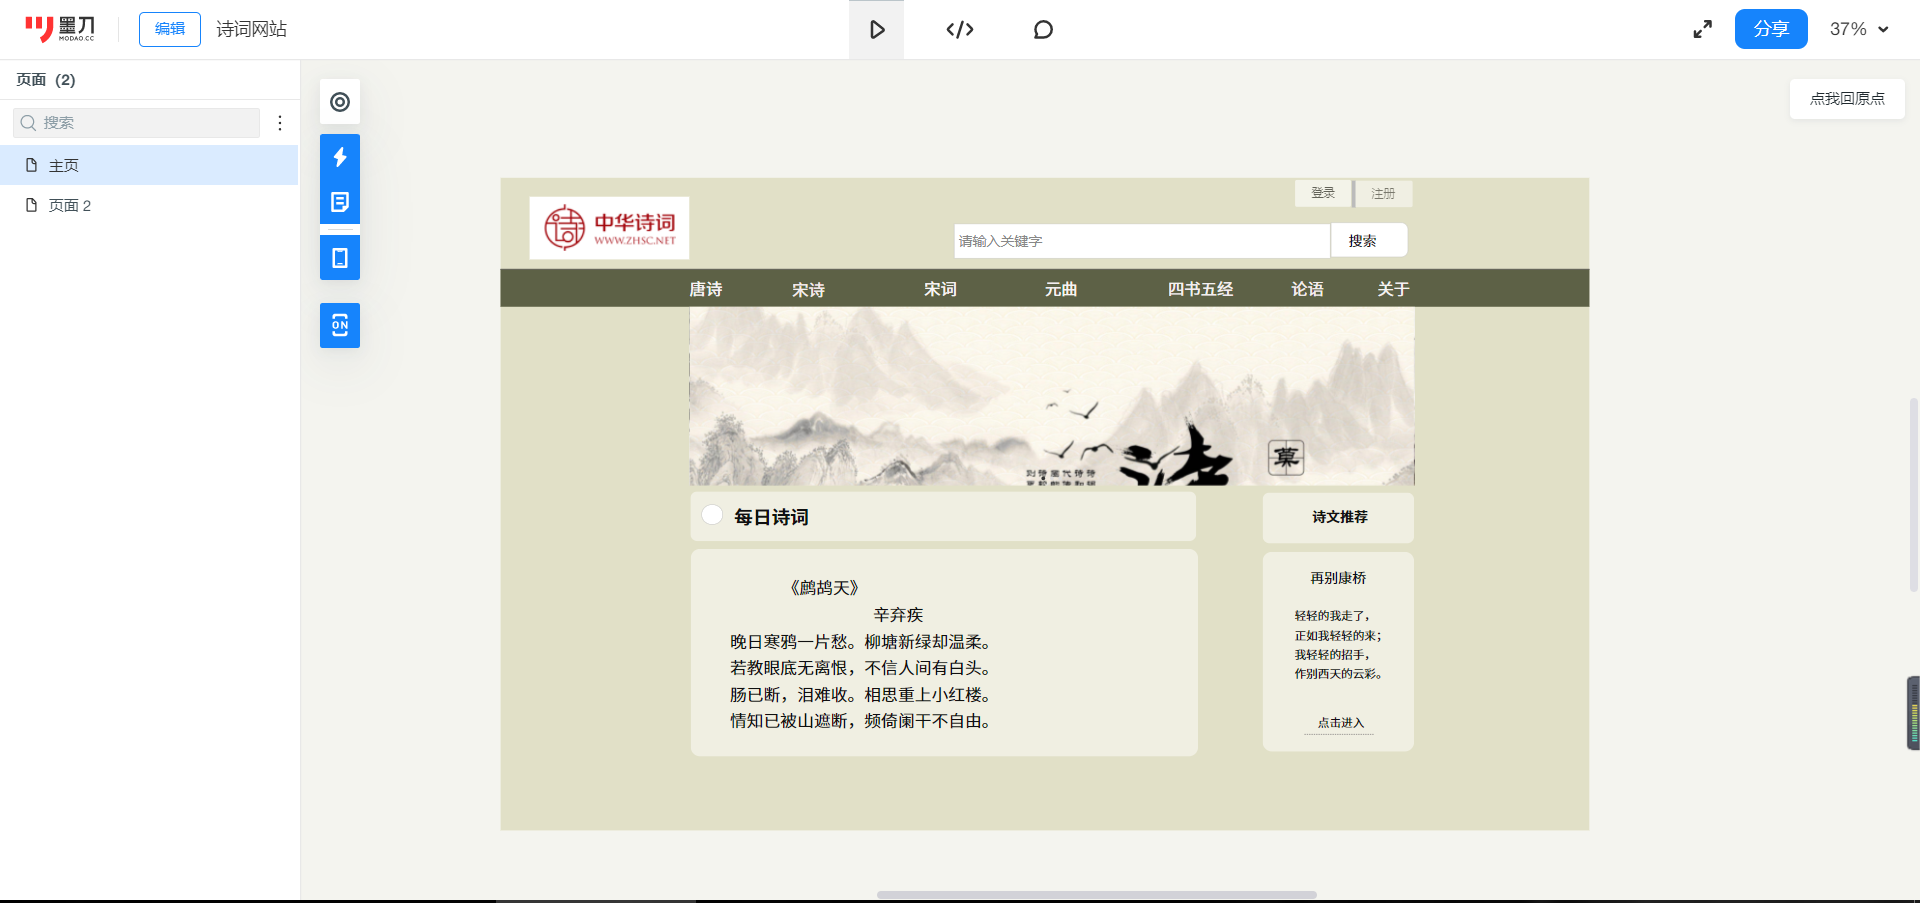 墨刀
MODAO.CC
编辑
诗词网站
分享
37%
页面 (2)
搜索
主页
页面 2
ON
点我回原点
登录
注册
中华诗词
WWW.ZHSC.NET
请输入关键字
搜索
唐诗
宋诗
宋词
元曲
四书五经
论语
关于
每日诗词
诗文推荐
《鹧鸪天》
辛弃疾
晚日寒鸦一片愁。柳塘新绿却温柔。
若教眼底无离恨，不信人间有白头。
肠已断，泪难收。相思重上小红楼。
情知已被山遮断，频倚阑干不自由。
再别康桥
轻轻的我走了，
正如我轻轻的来；
我轻轻的招手，
作别西天的云彩。
点击进入